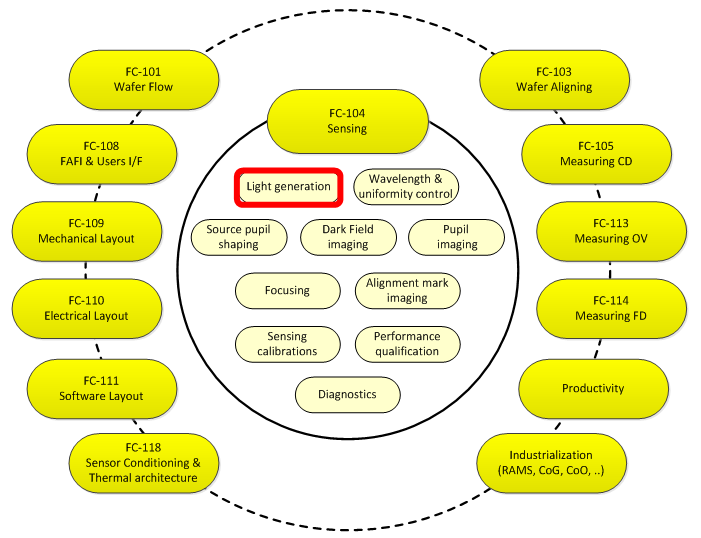 FC-101
Wafer Flow
FC-103
Wafer Aligning
FC-104
Sensing
FC-108
FAFI & Users I/F
FC-105
Measuring CD
Light generation
Wavelength &
uniformity control
FC-109
Mechanical Layout
Source pupil
shaping
Dark Field
imaging
Pupil
imaging
FC-113
Measuring OV
FC-110
Electrical Layout
Focusing
Alignment mark
imaging
FC-114
Measuring FD
Sensing
calibrations
Performance
qualification
FC-111
Software Layout
Diagnostics
Productivity
FC-118
Sensor Conditioning &
Thermal architecture
Industrialization
(RAMS, CoG, CoO, ..)